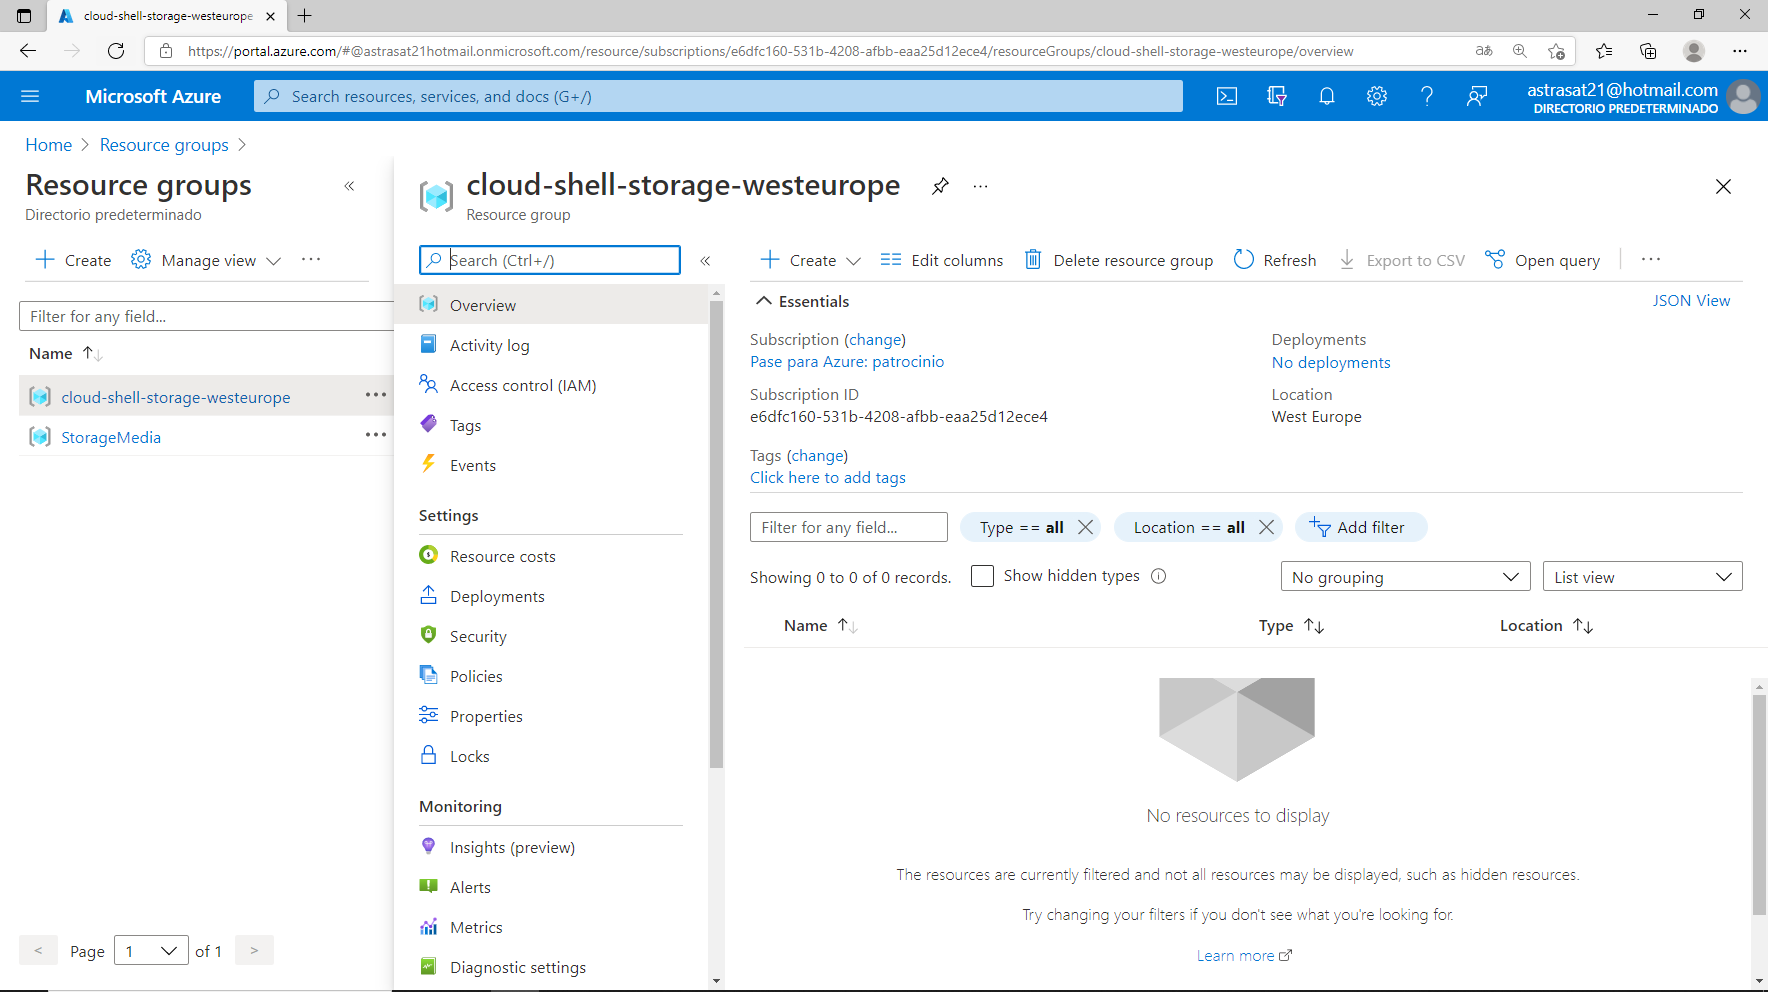 cloud-shell-storage-westeurope
https://portal.azure.com/#@astrasat21hotmail.onmicrosoft.com/resource/subscriptions/e6dfc160-531b-4208-afbb-eaa25d12ece4/resourceGroups/cloud-shell-storage-westeurope/overview
Microsoft Azure
Search resources, services, and docs (G+/)
astrasat21@hotmail.com
DIRECTORIO PREDETERMINADO
Home > Resource groups >
Resource groups
Directorio predeterminado
Create
Manage view
Filter for any field...
Name
cloud-shell-storage-westeurope
StorageMedia
< Page 1 of 1 >
cloud-shell-storage-westeurope
Resource group
Search (Ctrl+/)
Overview
Activity log
Access control (IAM)
Tags
Events
Settings
Resource costs
Deployments
Security
Policies
Properties
Locks
Monitoring
Insights (preview)
Alerts
Metrics
Diagnostic settings
Create
Edit columns
Delete resource group
Refresh
Export to CSV
Open query
Essentials
JSON View
Subscription (change)
Pase para Azure: patrocinio
Subscription ID
e6dfc160-531b-4208-afbb-eaa25d12ece4
Deployments
No deployments
Location
West Europe
Tags (change)
Click here to add tags
Filter for any field...
Type == all
Location == all
Add filter
Showing 0 to 0 of 0 records.
Show hidden types
No grouping
List view
Name
Type
Location
No resources to display
The resources are currently filtered and not all resources may be displayed, such as hidden resources.
Try changing your filters if you don't see what you're looking for.
Learn more